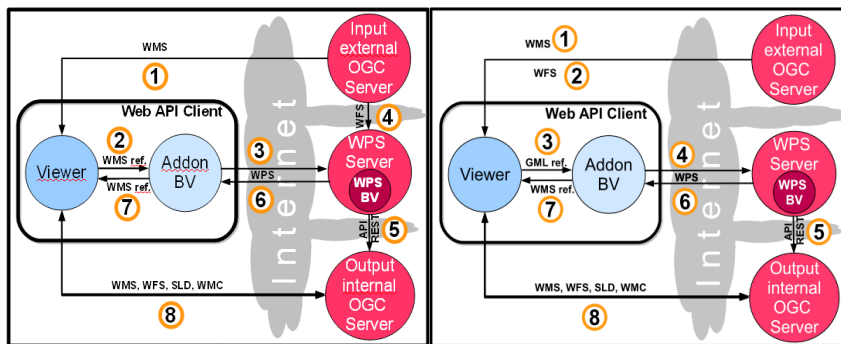 WMS
1
Input
external
OGC
Server
4
WFS
Web API Client
2
WMS ref.
Viewer
Addon
BV
WMS ref.
7
3
WPS
6
Internet
WPS
Server
WPS
BV
API
REST
5
WMS, WFS, SLD, WMC
8
Output
internal
OGC
Server
WMS
1
WFS
2
Input
external
OGC
Server
Web API Client
3
GML ref.
Viewer
Addon
BV
WMS ref.
7
4
WPS
6
Internet
WPS
Server
WPS
BV
API
REST
5
WMS, WFS, SLD, WMC
8
Output
internal
OGC
Server